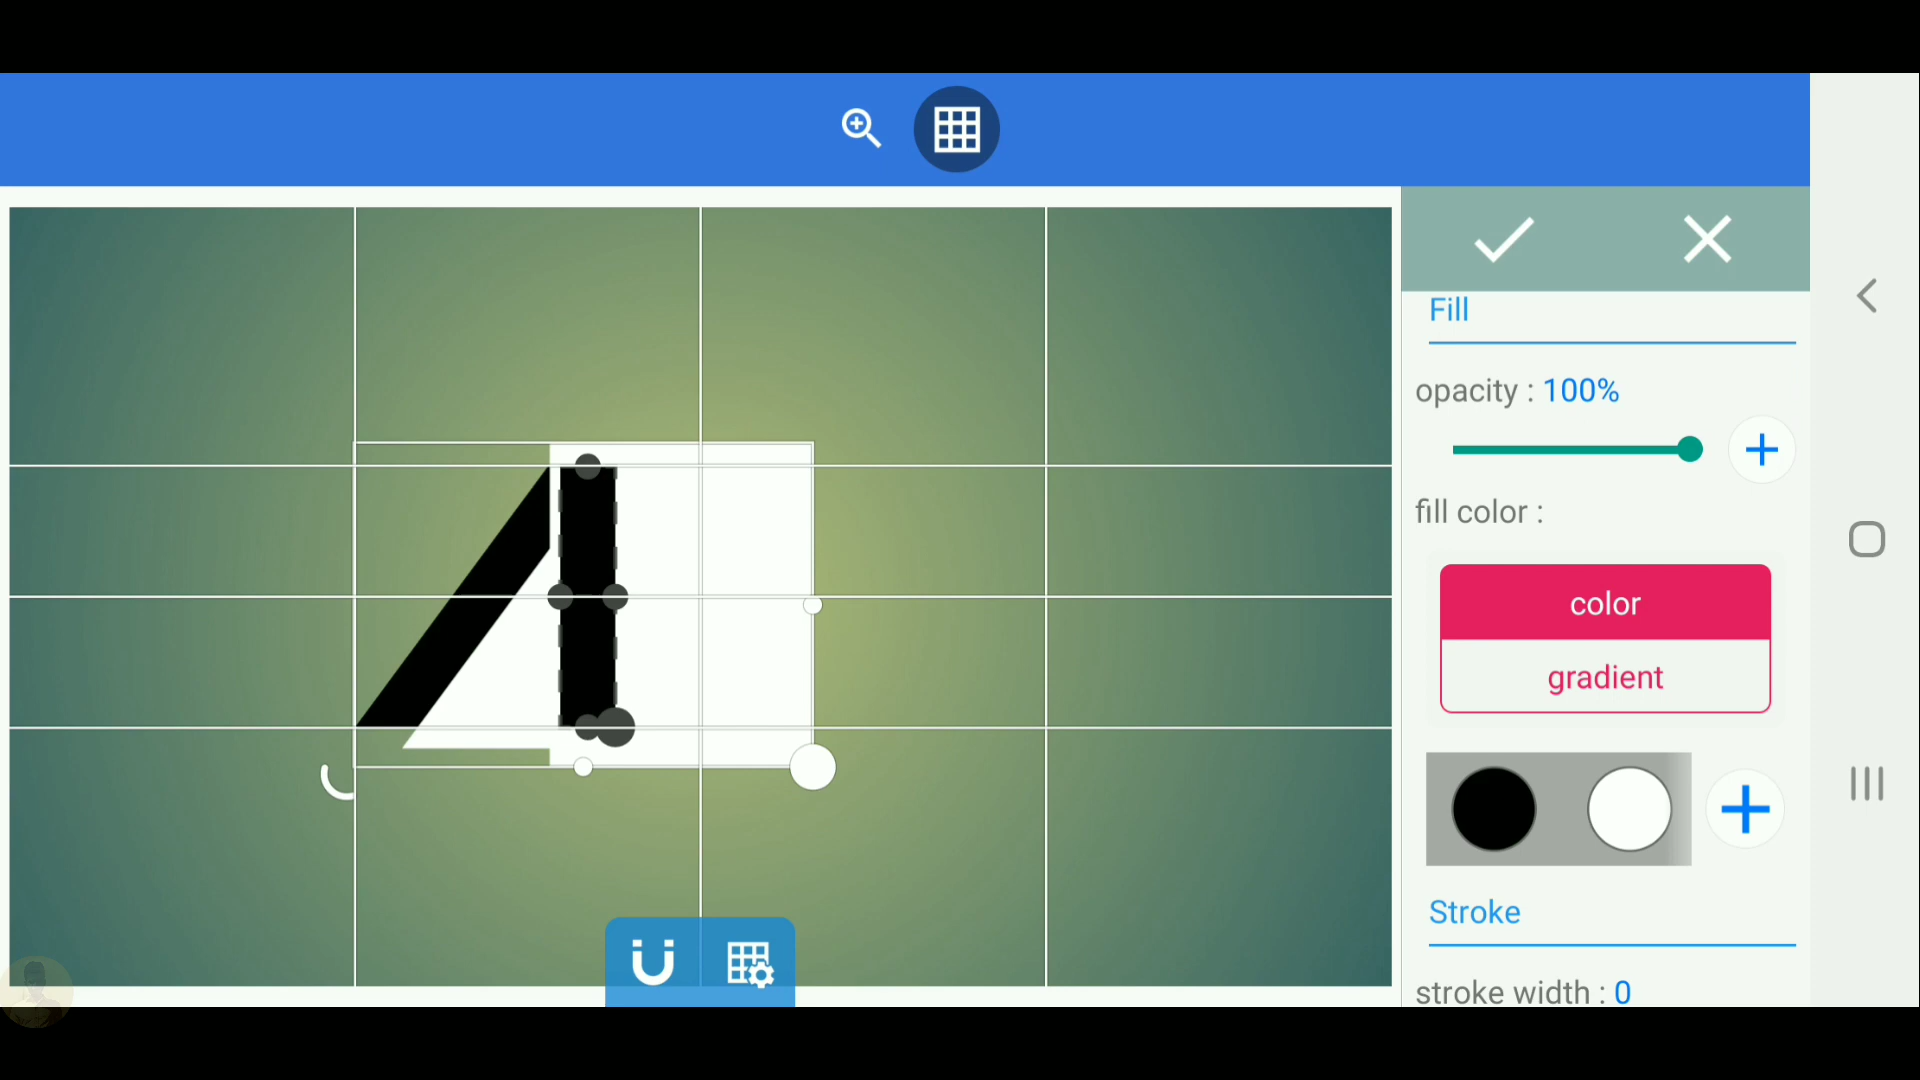 Fill
opacity : 100%
fill color :
color
gradient
Stroke
stroke width : 0